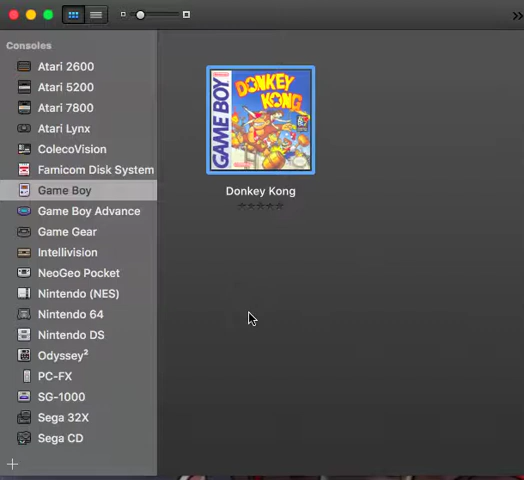 Consoles
Atari 2600
Atari 5200
Atari 7800
Atari Lynx
ColecoVision
Famicom Disk System
Game Boy
Game Boy Advance
Game Gear
Intellivision
NeoGeo Pocket
Nintendo (NES)
Nintendo 64
Nintendo DS
Odyssey²
PC-FX
SG-1000
Sega 32X
Sega CD
GAME BOY
DONKEY
KONG
Donkey Kong